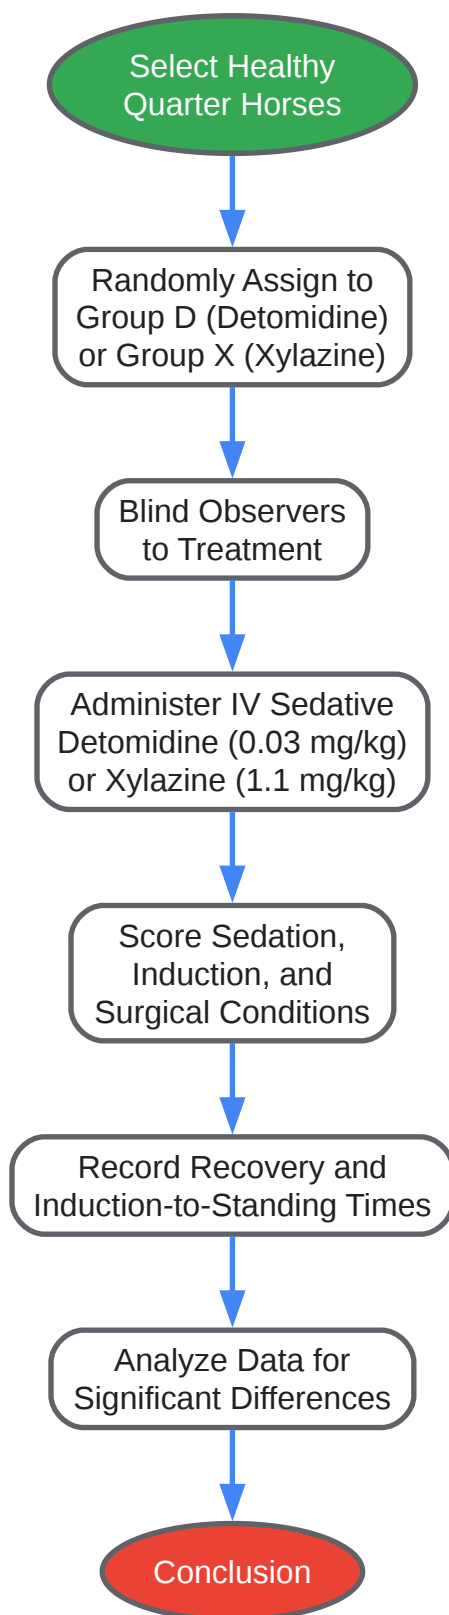 Select Healthy
Quarter Horses
Randomly Assign to
Group D (Detomidine)
or Group X (Xylazine)
Blind Observers
to Treatment
Administer IV Sedative
Detomidine (0.03 mg/kg)
or Xylazine (1.1 mg/kg)
Score Sedation,
Induction, and
Surgical Conditions
Record Recovery and
Induction-to-Standing Times
Analyze Data for
Significant Differences
Conclusion